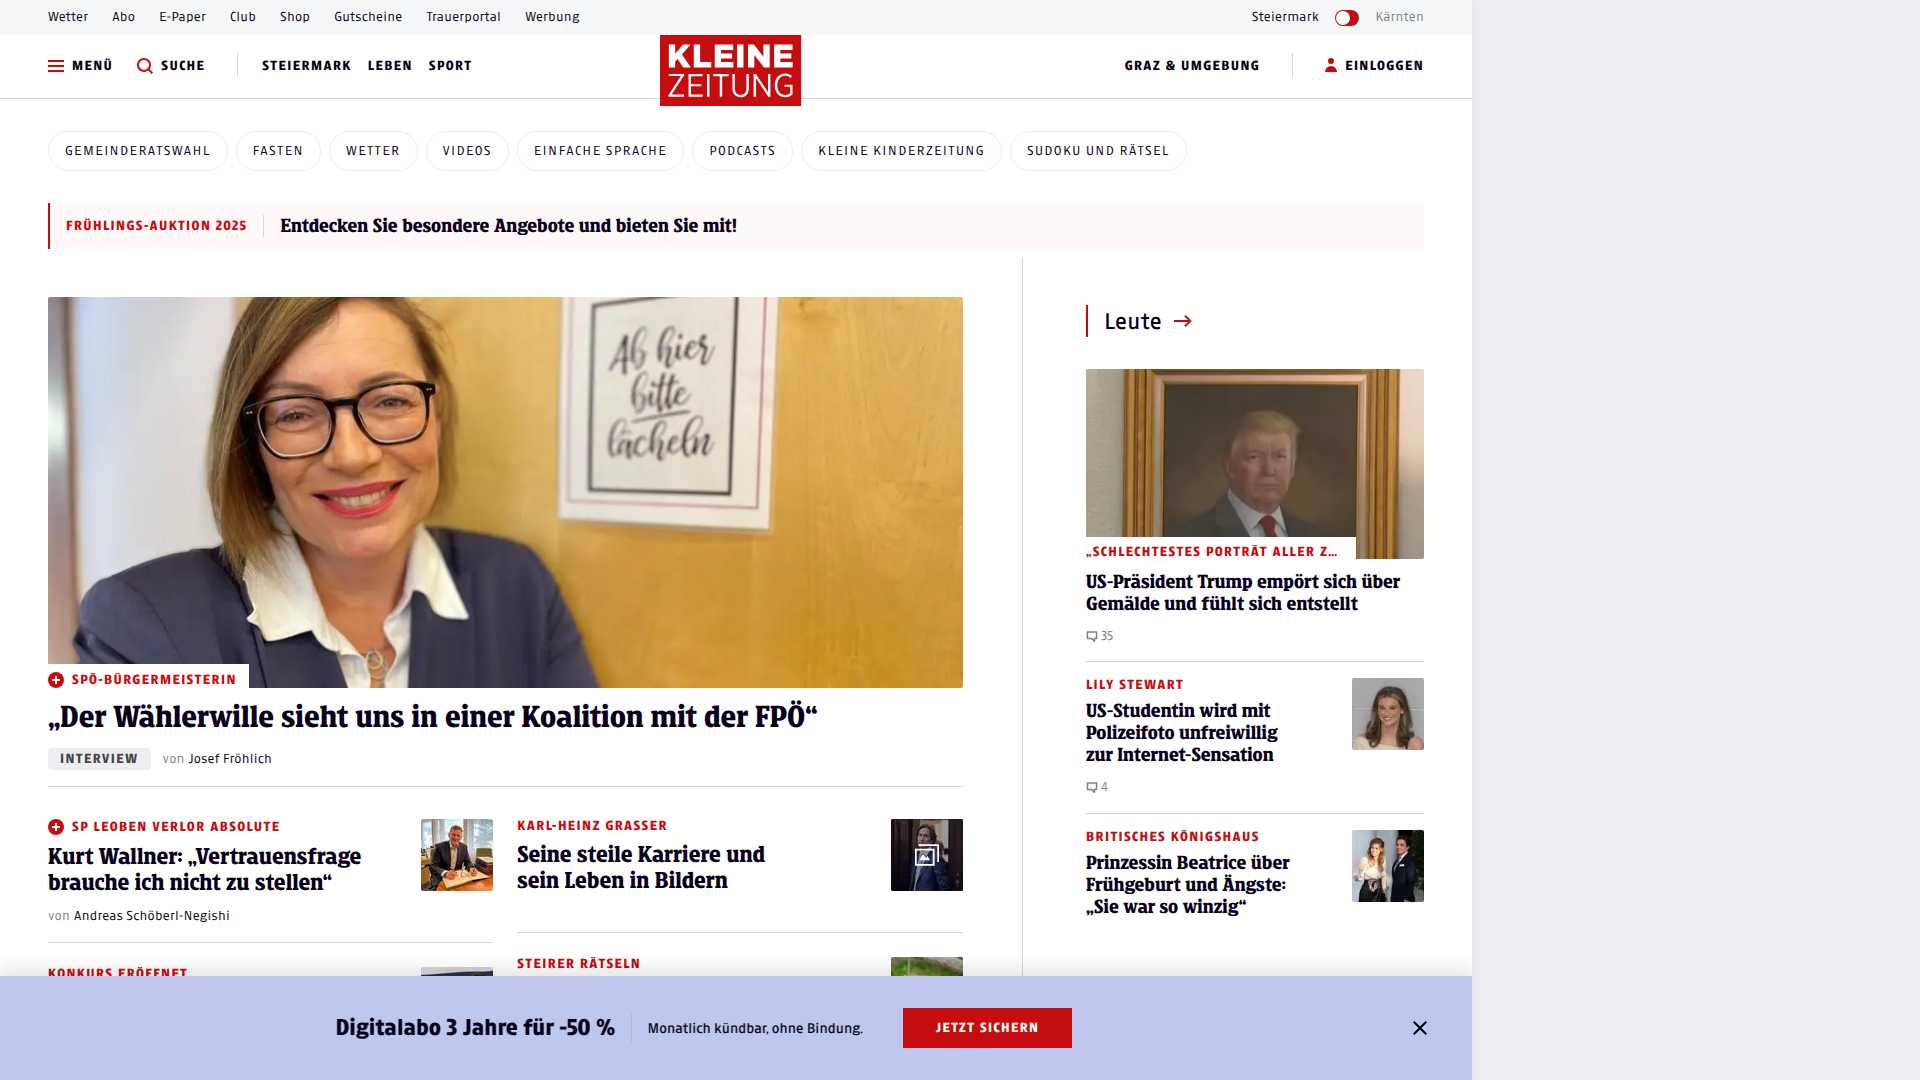 Wetter Abo E-Paper Club Shop Gutscheine Trauerportal Werbung Steiermark Kärnten
MENÜ SUCHE STEIERMARK LEBEN SPORT KLEINE ZEITUNG GRAZ & UMGEBUNG EINLOGGEN
GEMEINDERATSWAHL FASTEN WETTER VIDEOS EINFACHE SPRACHE PODCASTS KLEINE KINDERZEITUNG SUDOKU UND RÄTSEL
FRÜHLINGS-AUKTION 2025 Entdecken Sie besondere Angebote und bieten Sie mit!
Ab hier
bitte
lächeln
SPÖ-BÜRGERMEISTERIN
„Der Wählerwille sieht uns in einer Koalition mit der FPÖ“
INTERVIEW von Josef Fröhlich
SP LEOBEN VERLOR ABSOLUTE
Kurt Wallner: „Vertrauensfrage
brauche ich nicht zu stellen“
von Andreas Schöberl-Negishi
KONKURS ERÖFFNET
KARL-HEINZ GRASSER
Seine steile Karriere und
sein Leben in Bildern
STEIRER RÄTSELN
Leute
„SCHLECHTESTES PORTRÄT ALLER Z...
US-Präsident Trump empört sich über
Gemälde und fühlt sich entstellt
35
LILY STEWART
US-Studentin wird mit
Polizeifoto unfreiwillig
zur Internet-Sensation
4
BRITISCHES KÖNIGSHAUS
Prinzessin Beatrice über
Frühgeburt und Ängste:
„Sie war so winzig“
Digitalabo 3 Jahre für -50 % Monatlich kündbar, ohne Bindung. JETZT SICHERN